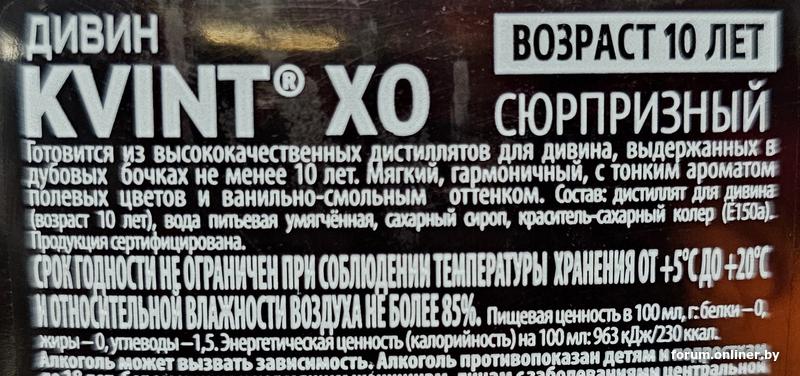 ДИВИН
KVINT® XO
ВОЗРАСТ 10 ЛЕТ
СЮРПРИЗНЫЙ
Готовится из высококачественных дистиллятов для дивина, выдержанных в
дубовых бочках не менее 10 лет. Мягкий, гармоничный, с тонким ароматом
полевых цветов и ванильно-смольным оттенком. Состав: дистиллят для дивина
(возраст 10 лет), вода питьевая умягчённая, сахарный сироп, краситель-сахарный колер (Е150а).
Продукция сертифицирована.
СРОК ГОДНОСТИ НЕ ОГРАНИЧЕН ПРИ СОБЛЮДЕНИИ ТЕМПЕРАТУРЫ ХРАНЕНИЯ ОТ +5°С ДО +20°С
И ОТНОСИТЕЛЬНОЙ ВЛАЖНОСТИ ВОЗДУХА НЕ БОЛЕЕ 85%. Пищевая ценность в 100 мл, г: белки – 0,
жиры – 0, углеводы – 1,5. Энергетическая ценность (калорийность) на 100 мл: 963 кДж/230 ккал.
Алкоголь может вызвать зависимость. Алкоголь противопоказан детям и
лицам с заболеваниями центральной
forum.onliner.by